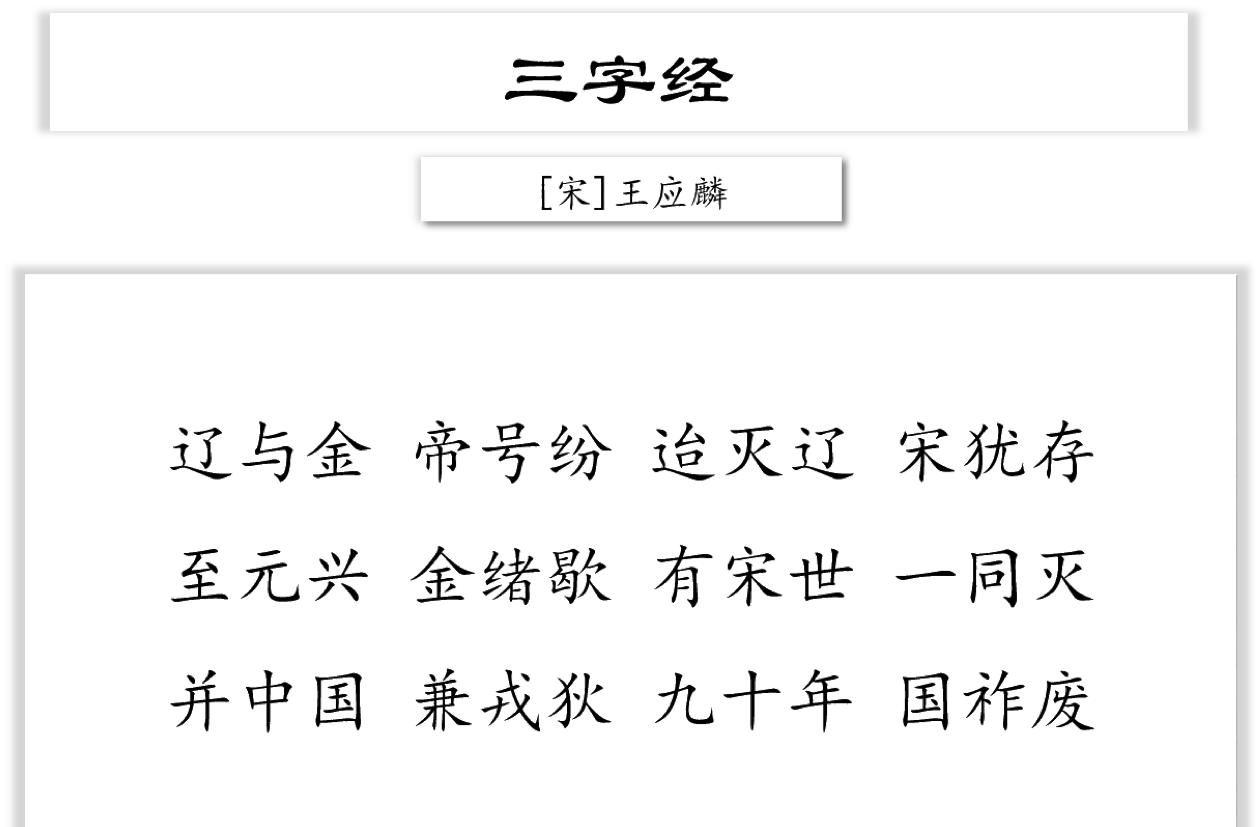 三字经
[宋]王应麟
辽与金 帝号纷 迨灭辽 宋犹存
至元兴 金绪歇 有宋世 一同灭
并中国 兼戎狄 九十年 国祚废